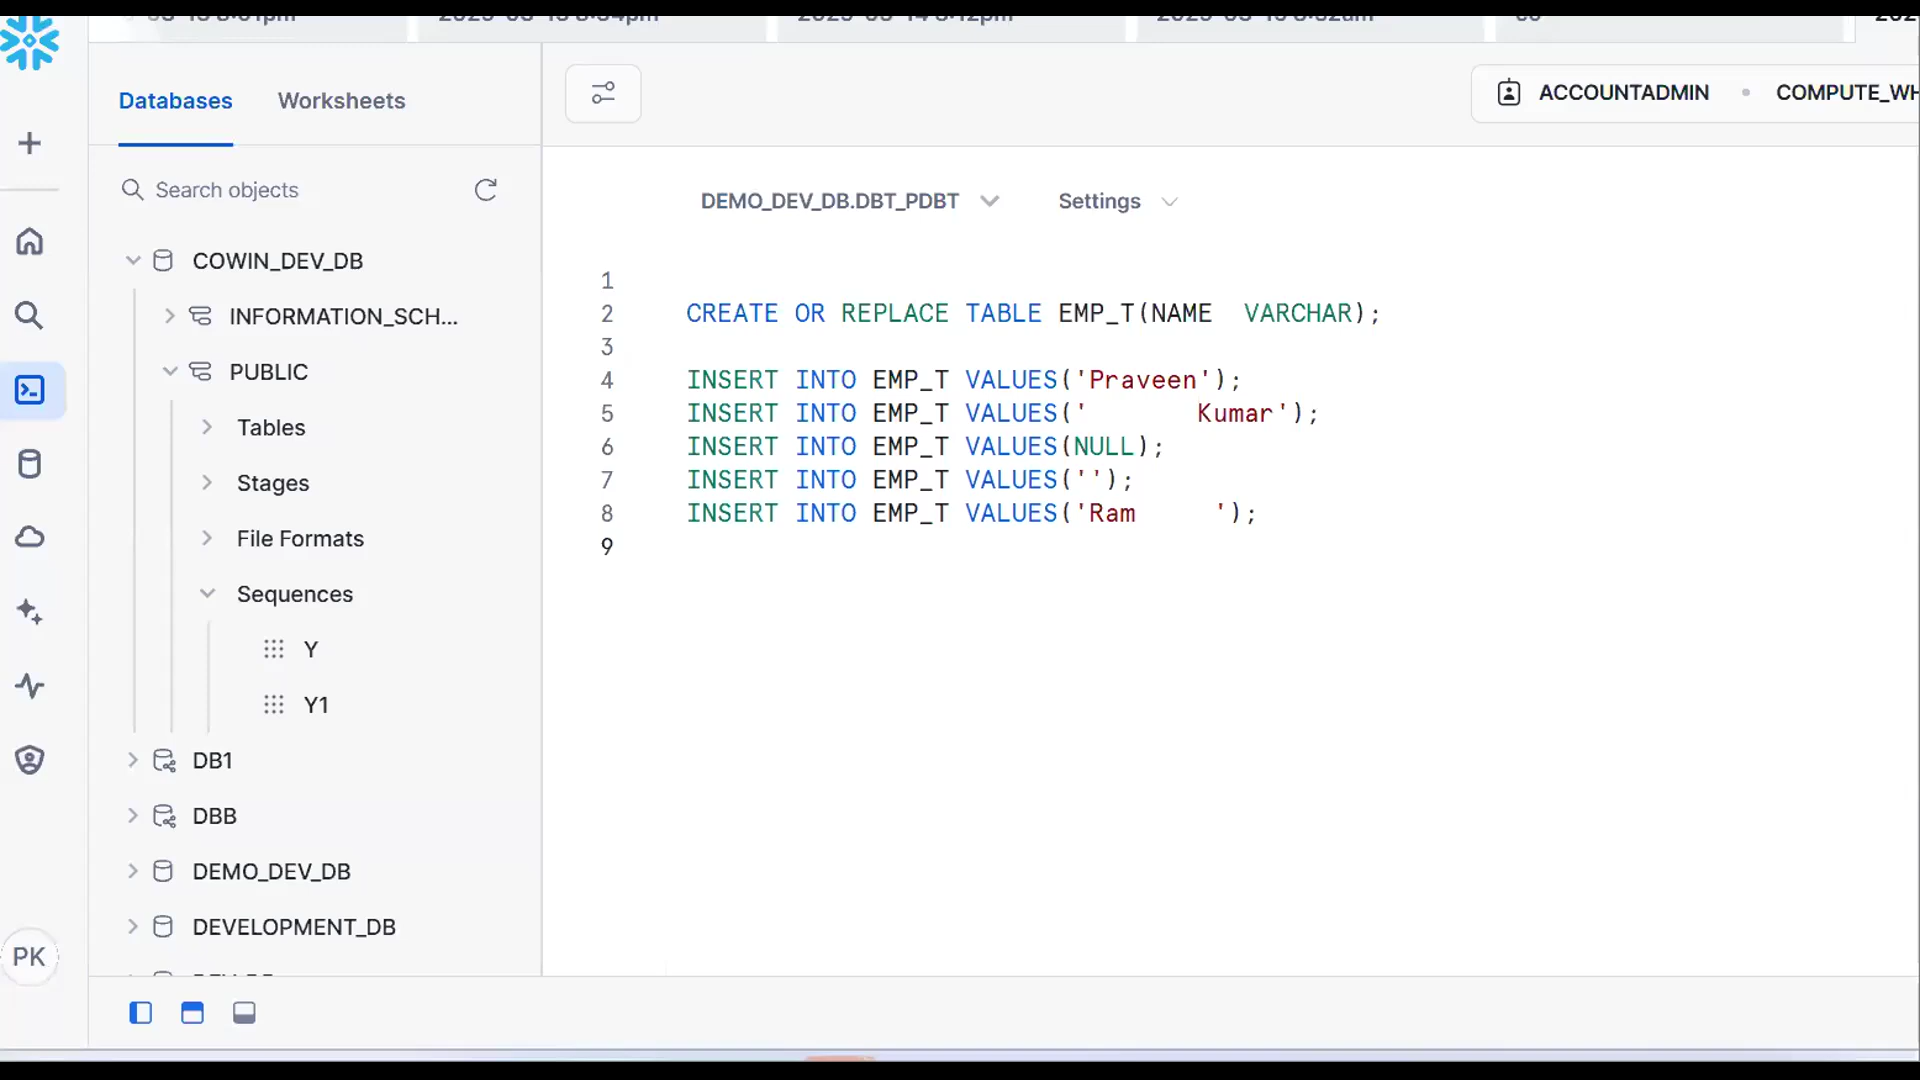 Databases Worksheets
ACCOUNTADMIN COMPUTE_WH
Search objects
DEMO_DEV_DB.DBT_PDBT Settings
COWIN_DEV_DB
INFORMATION_SCH...
PUBLIC
Tables
Stages
File Formats
Sequences
Y
Y1
DB1
DBB
DEMO_DEV_DB
DEVELOPMENT_DB
PK
1
2 CREATE OR REPLACE TABLE EMP_T(NAME  VARCHAR);
3
4 INSERT INTO EMP_T VALUES('Praveen');
5 INSERT INTO EMP_T VALUES('       Kumar');
6 INSERT INTO EMP_T VALUES(NULL);
7 INSERT INTO EMP_T VALUES('');
8 INSERT INTO EMP_T VALUES('Ram     ');
9